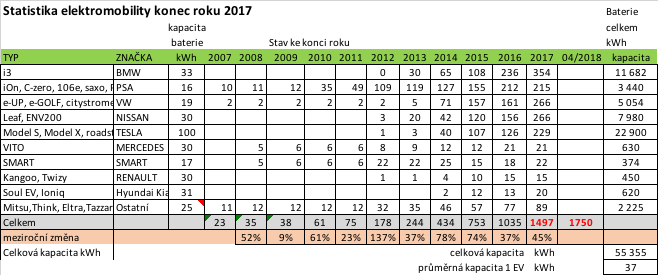 Statistika elektromobility konec roku 2017 Baterie
kapacita celkem
baterie Stav ke konci roku kWh
TYP ZNAČKA kWh 2007 2008 2009 2010 2011 2012 2013 2014 2015 2016 2017 04/2018 kapacita
i3 BMW 33 0 30 65 108 236 354 11 682
iOn, C-zero, 106e, saxo, PSA 16 10 11 12 35 49 109 119 127 155 212 215 3 440
e-UP, e-GOLF, citystrome VW 19 2 2 2 2 2 2 5 71 157 161 266 5 054
Leaf, ENV200 NISSAN 30 3 20 42 120 156 266 7 980
Model S, Model X, roadst TESLA 100 1 3 40 107 126 229 22 900
VITO MERCEDES 30 5 6 6 6 8 9 12 12 21 21 630
SMART SMART 17 5 6 6 6 22 22 25 15 18 22 374
Kangoo, Twizy RENAULT 30 1 1 4 10 15 15 450
Soul EV, Ioniq Hyundai Kia 31 2 12 13 20 620
Mitsu,Think, Eltra,Tazzar Ostatní 25 11 12 12 12 12 32 35 46 57 77 89 2 225
Celkem 23 35 38 61 75 178 244 434 753 1035 1497 1750
meziroční změna 52% 9% 61% 23% 137% 37% 78% 74% 37% 45%
Celková kapacita kWh celková kapacita kWh 55 355
průměrná kapacita 1 EV kWh 37